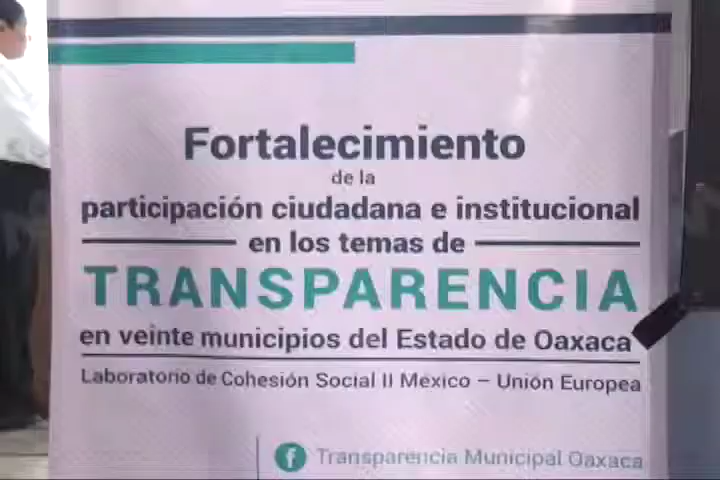 Fortalecimiento
de la
participación ciudadana e institucional
en los temas de
TRANSPARENCIA
en veinte municipios del Estado de Oaxaca
Laboratorio de Cohesión Social II México – Unión Europea
f Transparencia Municipal Oaxaca